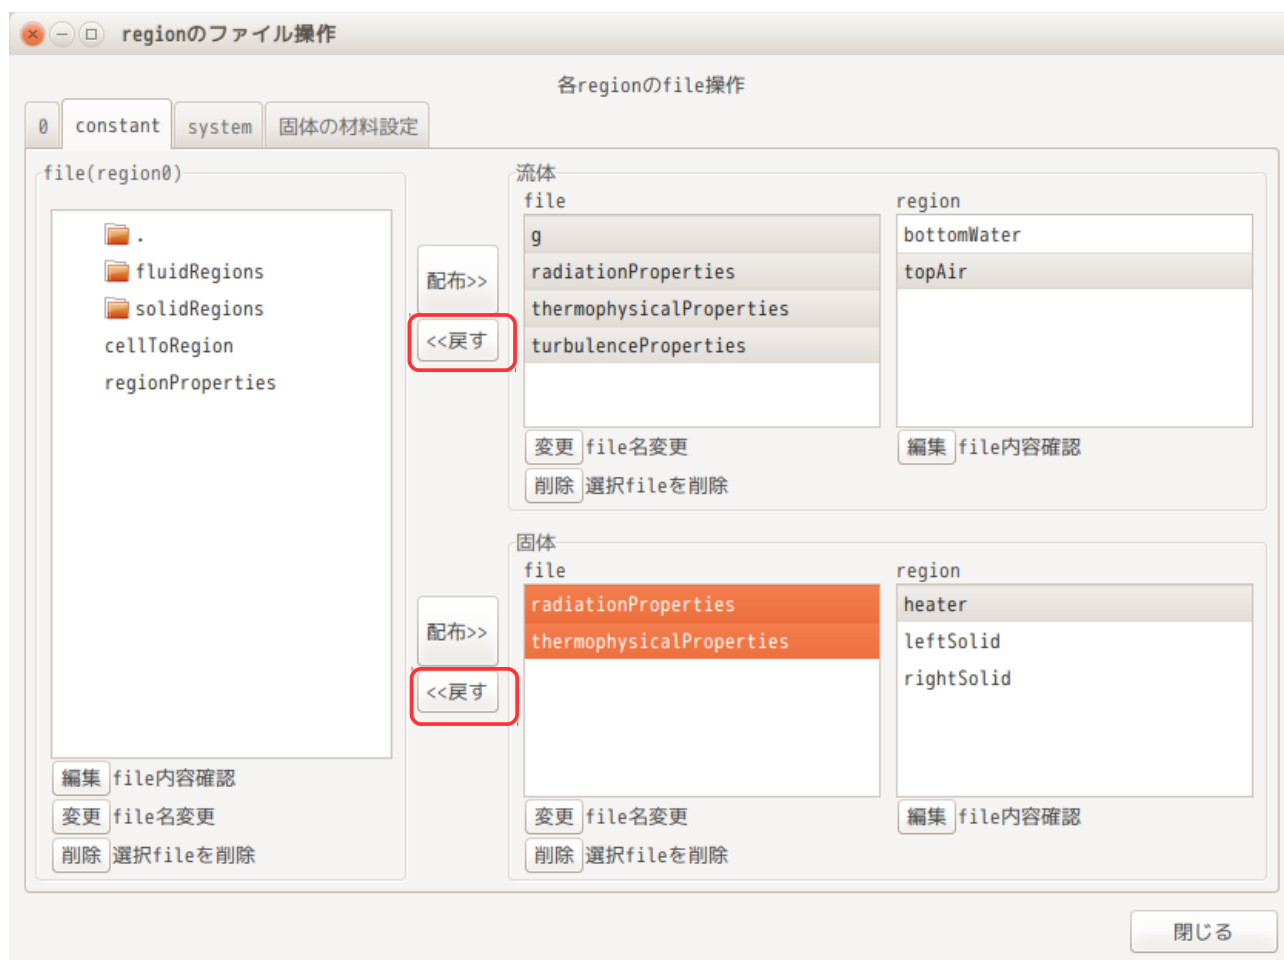 regionのファイル操作
各regionのfile操作
0 constant system 固体の材料設定
file(region0)
.
fluidRegions
solidRegions
cellToRegion
regionProperties
編集 file内容確認
変更 file名変更
削除 選択fileを削除
配布>>
<<戻す
配布>>
<<戻す
流体
file
g
radiationProperties
thermophysicalProperties
turbulenceProperties
変更 file名変更
削除 選択fileを削除
region
bottomWater
topAir
編集 file内容確認
固体
file
radiationProperties
thermophysicalProperties
変更 file名変更
削除 選択fileを削除
region
heater
leftSolid
rightSolid
編集 file内容確認
閉じる